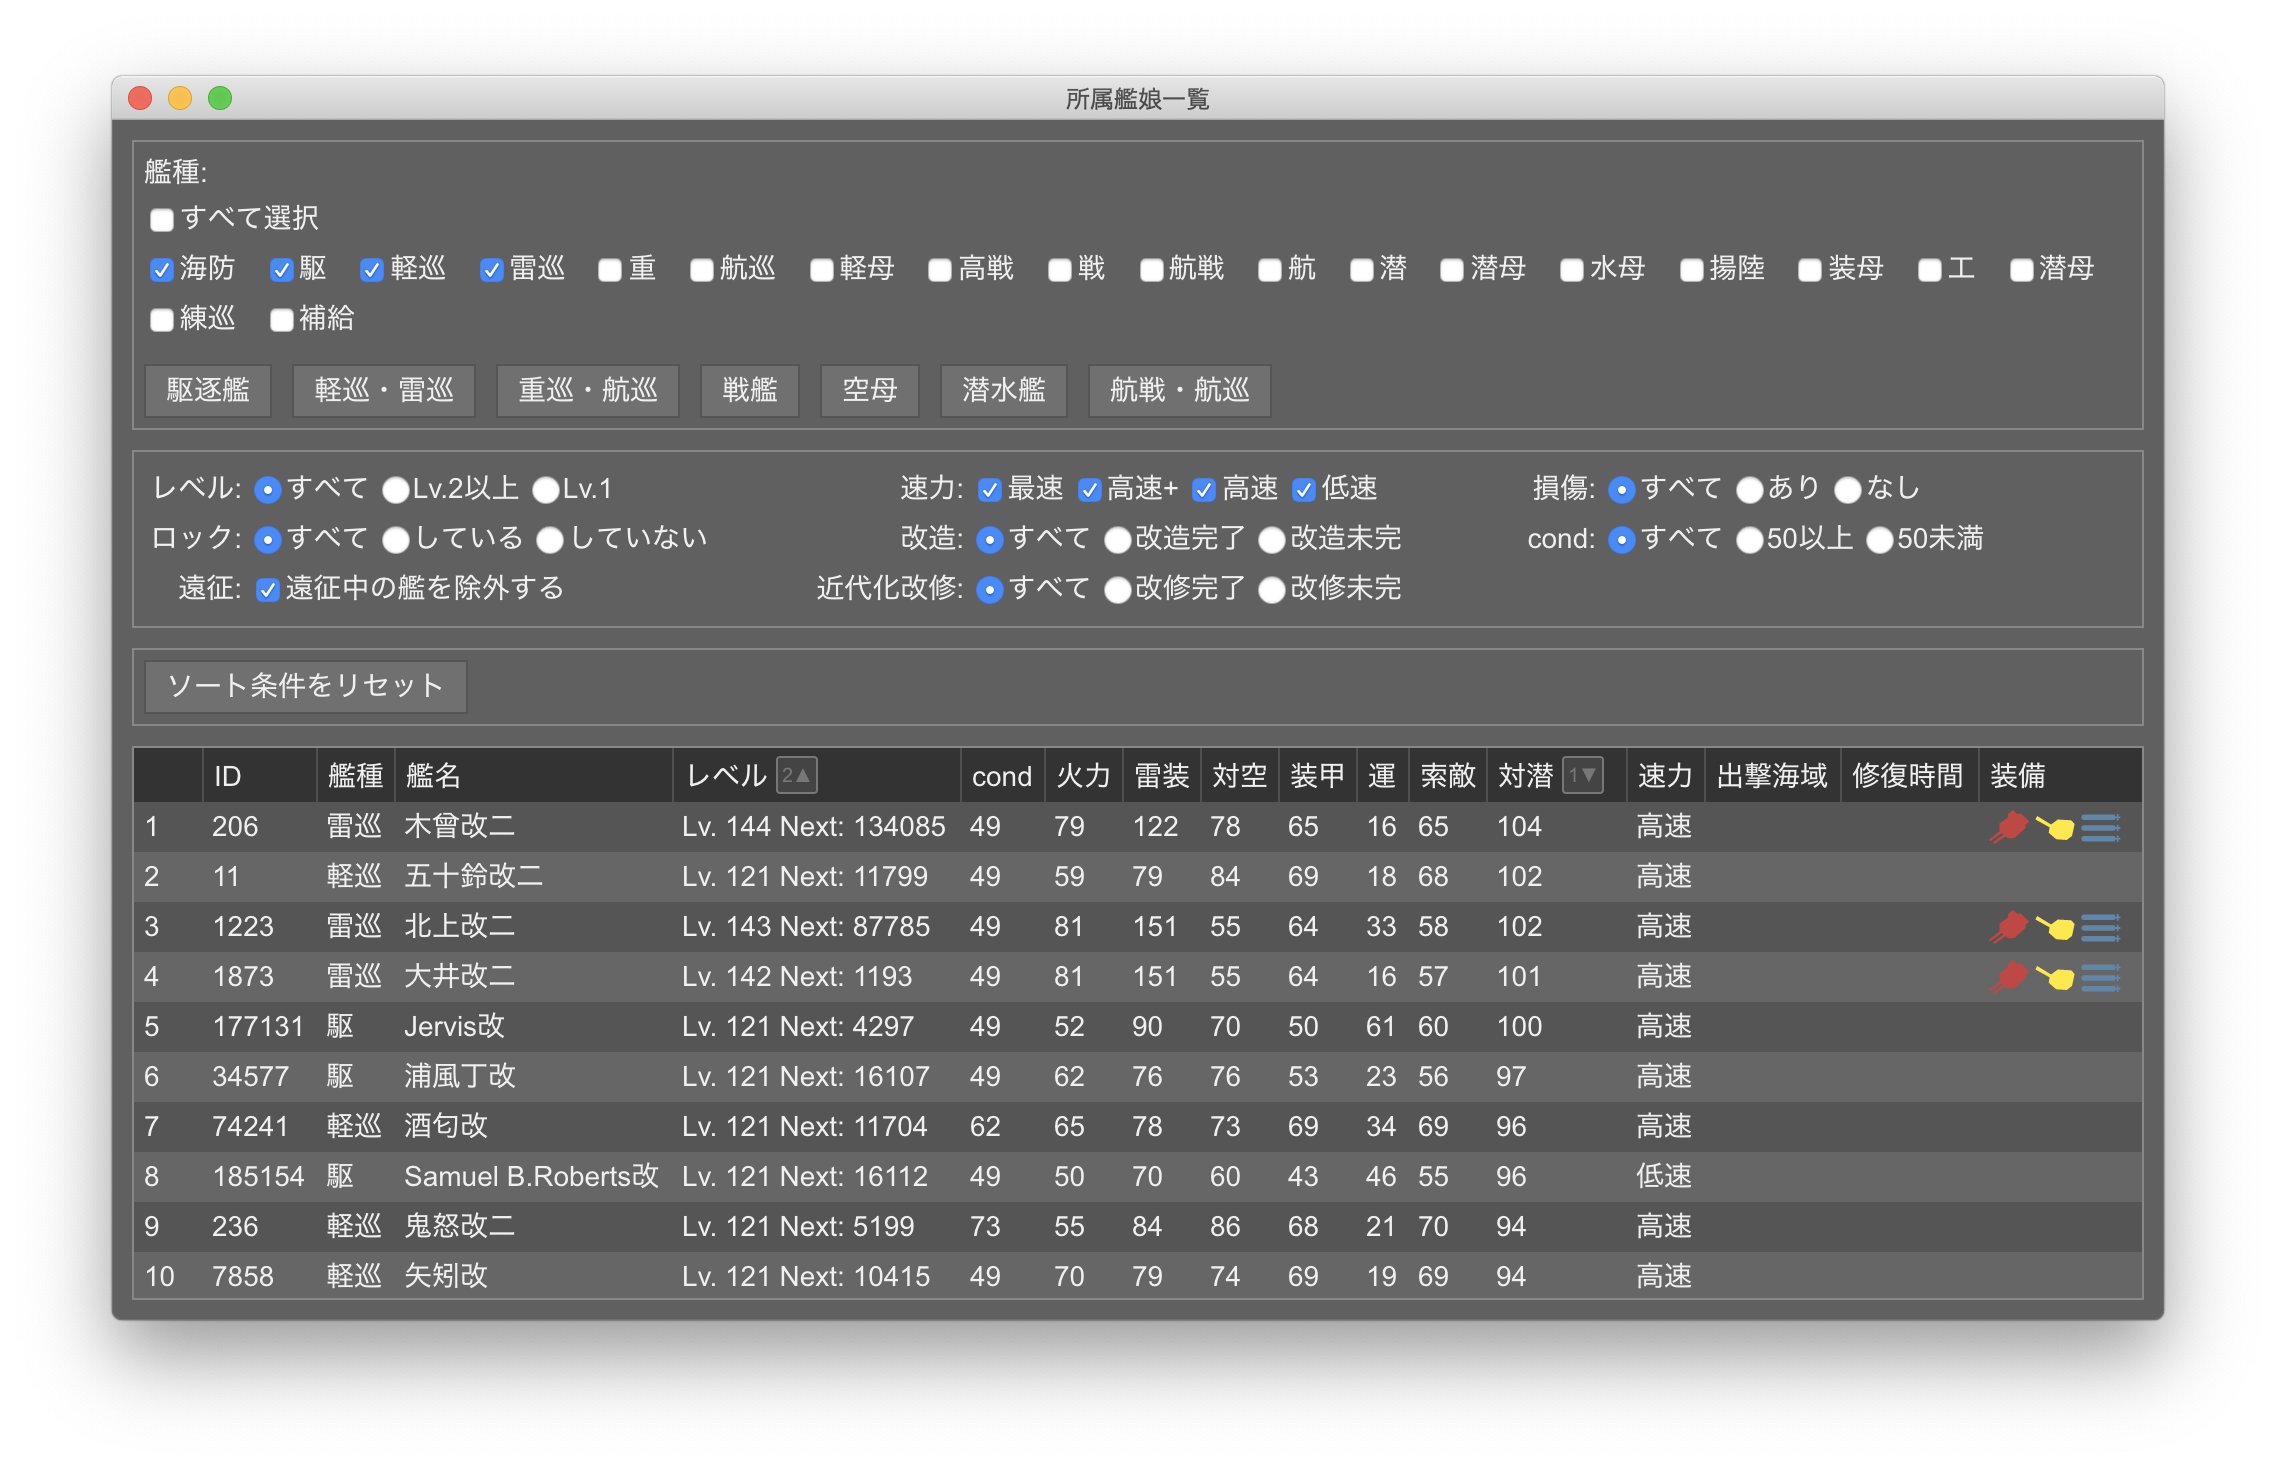 所属艦娘一覧
艦種:
すべて選択
海防 駆 軽巡 雷巡 重 航巡 軽母 高戦 戦 航戦 航 潜 潜母 水母 揚陸 装母 工 潜母
練巡 補給
駆逐艦 軽巡・雷巡 重巡・航巡 戦艦 空母 潜水艦 航戦・航巡
レベル: すべて Lv.2以上 Lv.1 速力: 最速 高速+ 高速 低速 損傷: すべて あり なし
ロック: すべて している していない 改造: すべて 改造完了 改造未完 cond: すべて 50以上 50未満
遠征: 遠征中の艦を除外する 近代化改修: すべて 改修完了 改修未完
ソート条件をリセット
ID 艦種 艦名 レベル 2▲ cond 火力 雷装 対空 装甲 運 索敵 対潜 1▼ 速力 出撃海域 修復時間 装備
1 206 雷巡 木曾改二 Lv. 144 Next: 134085 49 79 122 78 65 16 65 104 高速
2 11 軽巡 五十鈴改二 Lv. 121 Next: 11799 49 59 79 84 69 18 68 102 高速
3 1223 雷巡 北上改二 Lv. 143 Next: 87785 49 81 151 55 64 33 58 102 高速
4 1873 雷巡 大井改二 Lv. 142 Next: 1193 49 81 151 55 64 16 57 101 高速
5 177131 駆 Jervis改 Lv. 121 Next: 4297 49 52 90 70 50 61 60 100 高速
6 34577 駆 浦風丁改 Lv. 121 Next: 16107 49 62 76 76 53 23 56 97 高速
7 74241 軽巡 酒匂改 Lv. 121 Next: 11704 62 65 78 73 69 34 69 96 高速
8 185154 駆 Samuel B.Roberts改 Lv. 121 Next: 16112 49 50 70 60 43 46 55 96 低速
9 236 軽巡 鬼怒改二 Lv. 121 Next: 5199 73 55 84 86 68 21 70 94 高速
10 7858 軽巡 矢矧改 Lv. 121 Next: 10415 49 70 79 74 69 19 69 94 高速